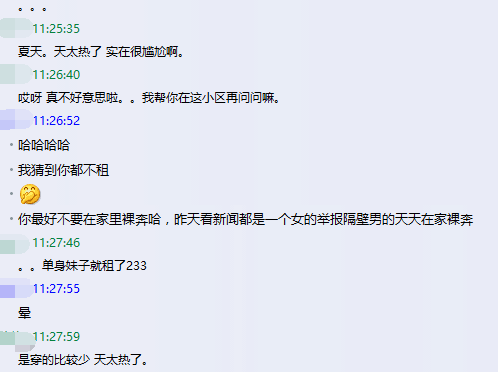 。。。
11:25:35
夏天。天太热了 实在很尴尬啊。
11:26:40
哎呀 真不好意思啦。。我帮你在这小区再问问嘛。
11:26:52
哈哈哈哈
我猜到你都不租
你最好不要在家里裸奔哈，昨天看新闻都是一个女的举报隔壁男的天天在家裸奔
11:27:46
。。单身妹子就租了233
11:27:55
晕
11:27:59
是穿的比较少 天太热了。